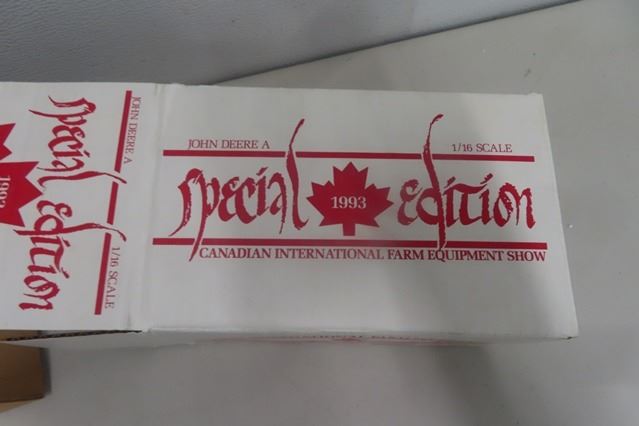 JOHN DEERE A
1/16 SCALE
Special Edition
1993
CANADIAN INTERNATIONAL FARM EQUIPMENT SHOW
JOHN DEERE A
Special Edition
1993
1/16 SCALE